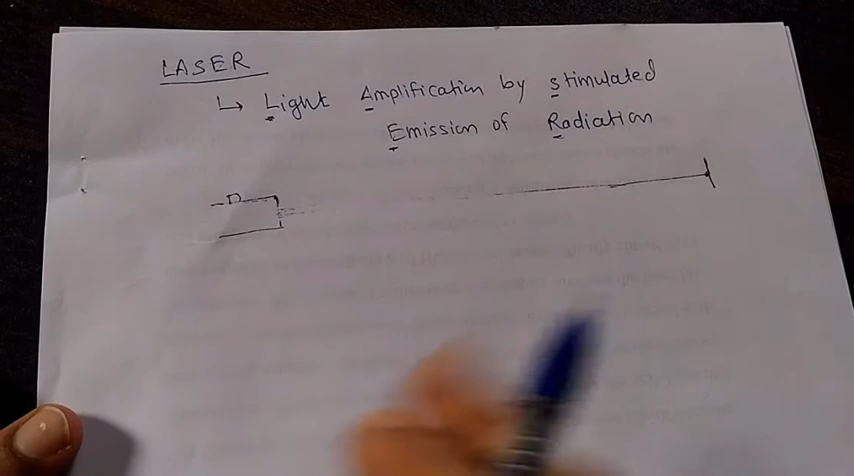 LASER
↳ Light Amplification by stimulated
Emission of Radiation